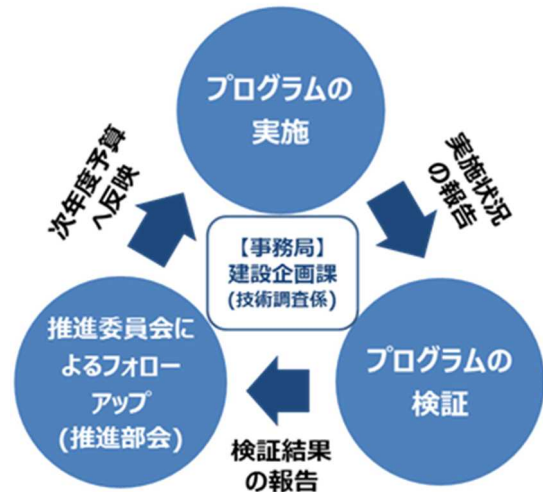 プログラムの
実施
実施状況
の報告
プログラムの
検証
検証結果
の報告
推進委員会に
よるフォロー
アップ
(推進部会)
次年度予算
へ反映
【事務局】
建設企画課
(技術調査係)